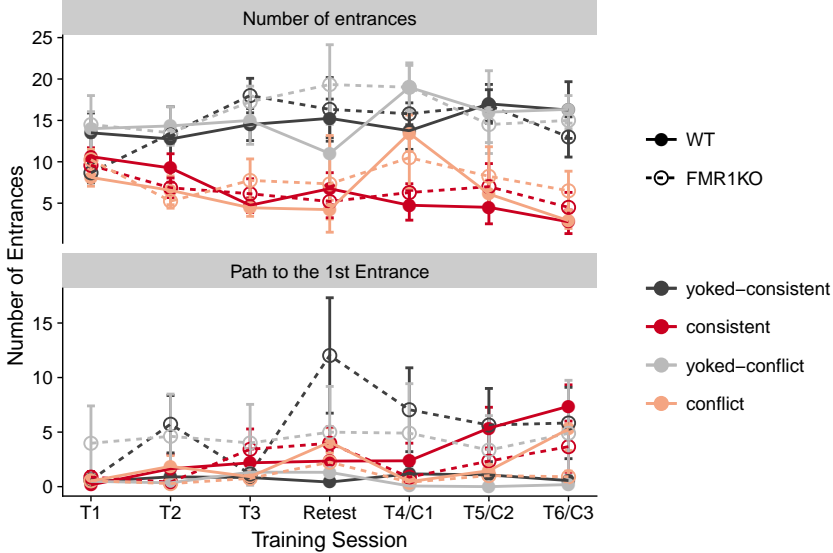 Number of entrances
25
20
15
10
5
Path to the 1st Entrance
15
10
5
0
Number of Entrances
T1 T2 T3 Retest T4/C1 T5/C2 T6/C3
Training Session
WT
FMR1KO
yoked−consistent
consistent
yoked−conflict
conflict